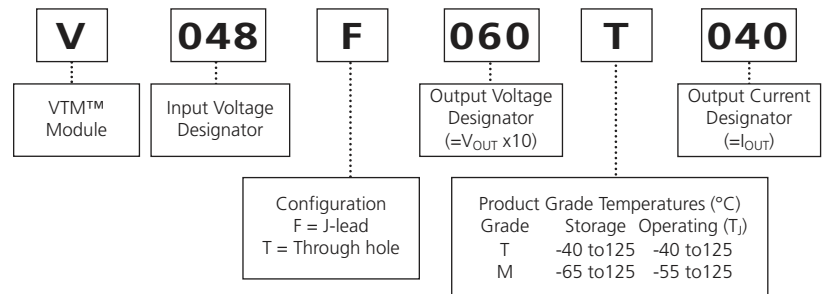 V 048 F 060 T 040
VTM™
Module
Input Voltage
Designator
Output Voltage
Designator
(=VOUT x10)
Output Current
Designator
(=IOUT)
Configuration
F = J-lead
T = Through hole
Product Grade Temperatures (°C)
Grade Storage Operating (TJ)
T -40 to125 -40 to125
M -65 to125 -55 to125